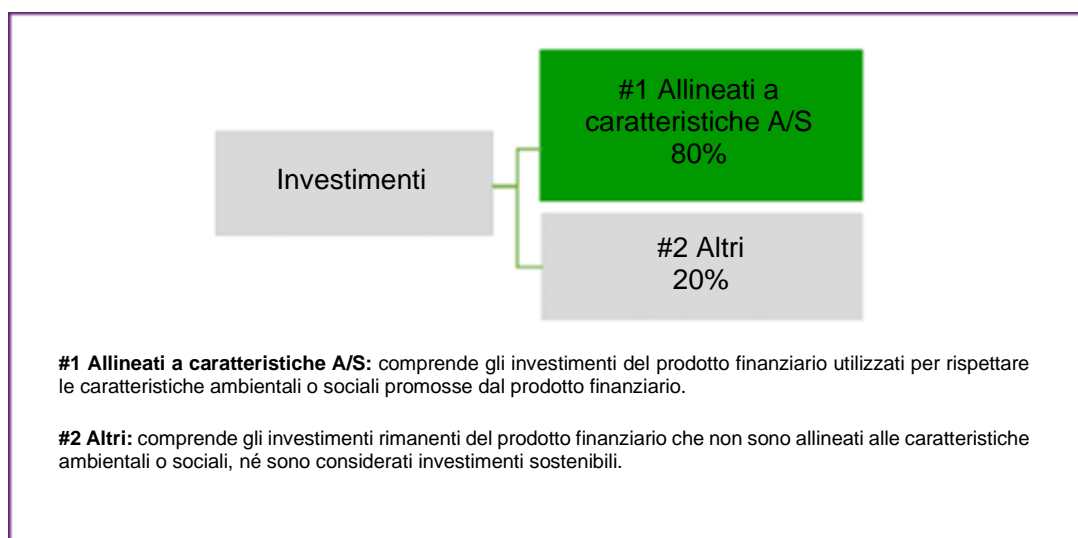 #1 Allineati a
caratteristiche A/S
80%
Investimenti
#2 Altri
20%
#1 Allineati a caratteristiche A/S: comprende gli investimenti del prodotto finanziario utilizzati per rispettare
le caratteristiche ambientali o sociali promosse dal prodotto finanziario.
#2 Altri: comprende gli investimenti rimanenti del prodotto finanziario che non sono allineati alle caratteristiche
ambientali o sociali, né sono considerati investimenti sostenibili.